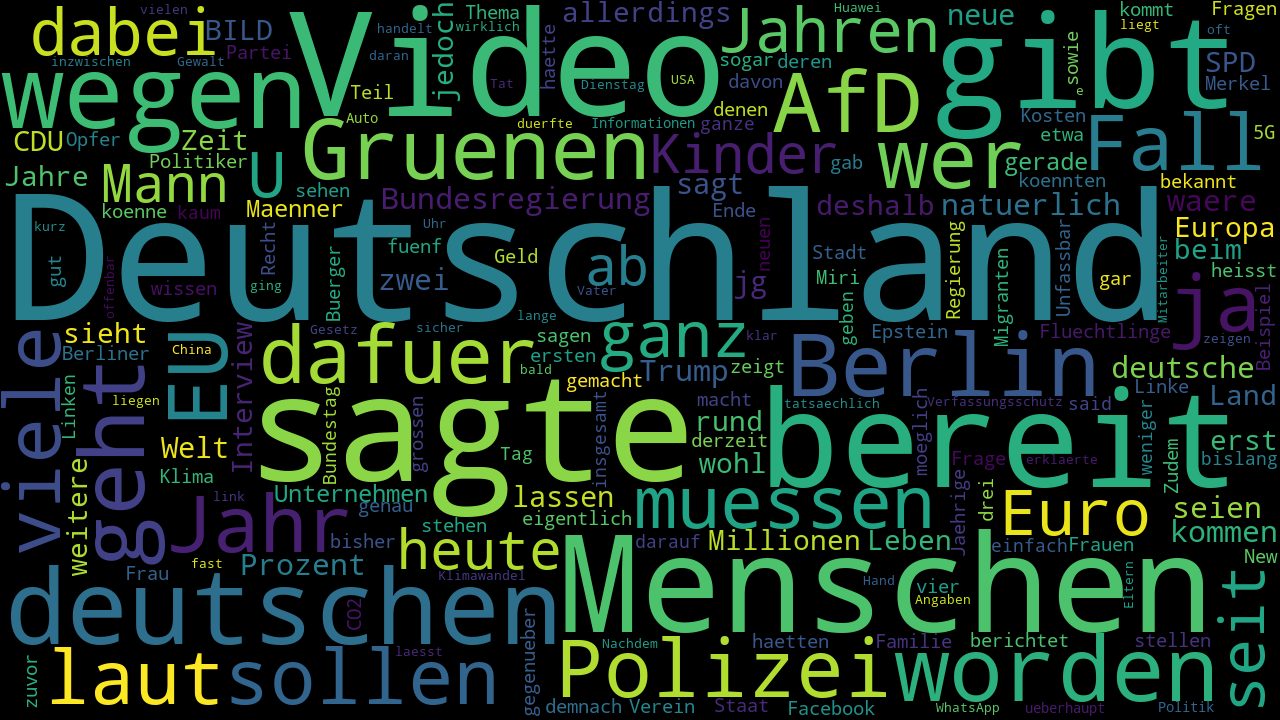 vielen
Huawei
dabei
BILD
handelt
Thema
wirklich
allerdings
Jahren
neue
kommt
liegt
Fragen
oft
inzwischen
Gewalt
Partei
daran
Video
jedoch
haette
sogar
deren
gibt
sowie
SPD
Merkel
wegen
Teil
Auto
Tat
Dienstag
USA
davon
denen
AfD
Kosten
e
CDU
Opfer
Zeit
Politiker
Gruenen
duerfte
Informationen
ganze
Kinder
gab
wer
gerade
etwa
Fall
5G
Jahre
Mann
U
sehen
Bundesregierung
sagt
Ende
deshalb
natuerlich
koennten
bekannt
waere
koenne
kaum
Maenner
Europa
kurz
Deutschland
Recht
Uhr
fuenf
Geld
zwei
ab
Vater
jg
neuen
Stadt
Miri
Regierung
Unfassbar
beim
heisst
gut
offenbar
wissen
ging
Buerger
gar
Migranten
Mitarbeiter
ja
viele
sieht
Berliner
China
EU
Interview
Gesetz
sicher
lange
dafuer
sagen
ersten
bald
ganz
klar
geben
Epstein
Fluechtlinge
zeigen
Beispiel
geht
Linken
liegen
Welt
Klima
Bundestag
grossen
sagte
gemacht
insgesamt
Trump
zeigt
macht
Berlin
deutsche
Linke
Land
tatsaechlich
Verfassungsschutz
said
weniger
rund
derzeit
wohl
bereit
moeglich
erst
bislang
Zudem
Frage
erklaerte
weitere
Jahr
link
Unternehmen
genau
Tag
lassen
eigentlich
muessen
Jaehrige
drei
Euro
seien
kommen
bisher
stehen
heute
darauf
Millionen
Leben
einfach
Frauen
New
Frau
fast
Prozent
Klimawandel
Menschen
Hand
vier
Angaben
Eltern
seit
deutschen
CO2
gegenueber
Nachdem
haetten
Familie
berichtet
stellen
zuvor
laut
sollen
laesst
Polizei
worden
demnach
Verein
Staat
Facebook
WhatsApp
ueberhaupt
Politik